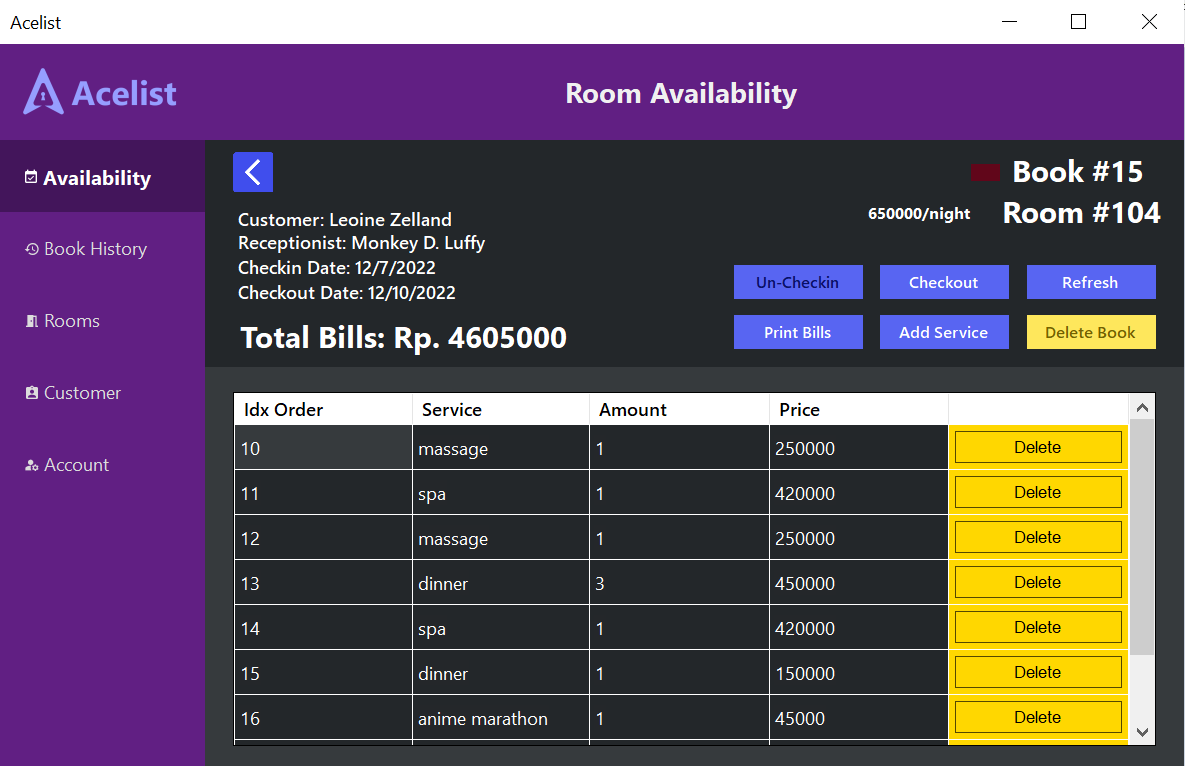 Acelist
Acelist
Room Availability
Availability
Book History
Rooms
Customer
Account
Book #15
650000/night Room #104
Customer: Leoine Zelland
Receptionist: Monkey D. Luffy
Checkin Date: 12/7/2022
Checkout Date: 12/10/2022
Total Bills: Rp. 4605000
Un-Checkin Checkout Refresh
Print Bills Add Service Delete Book
Idx Order Service Amount Price
10 massage 1 250000 Delete
11 spa 1 420000 Delete
12 massage 1 250000 Delete
13 dinner 3 450000 Delete
14 spa 1 420000 Delete
15 dinner 1 150000 Delete
16 anime marathon 1 45000 Delete